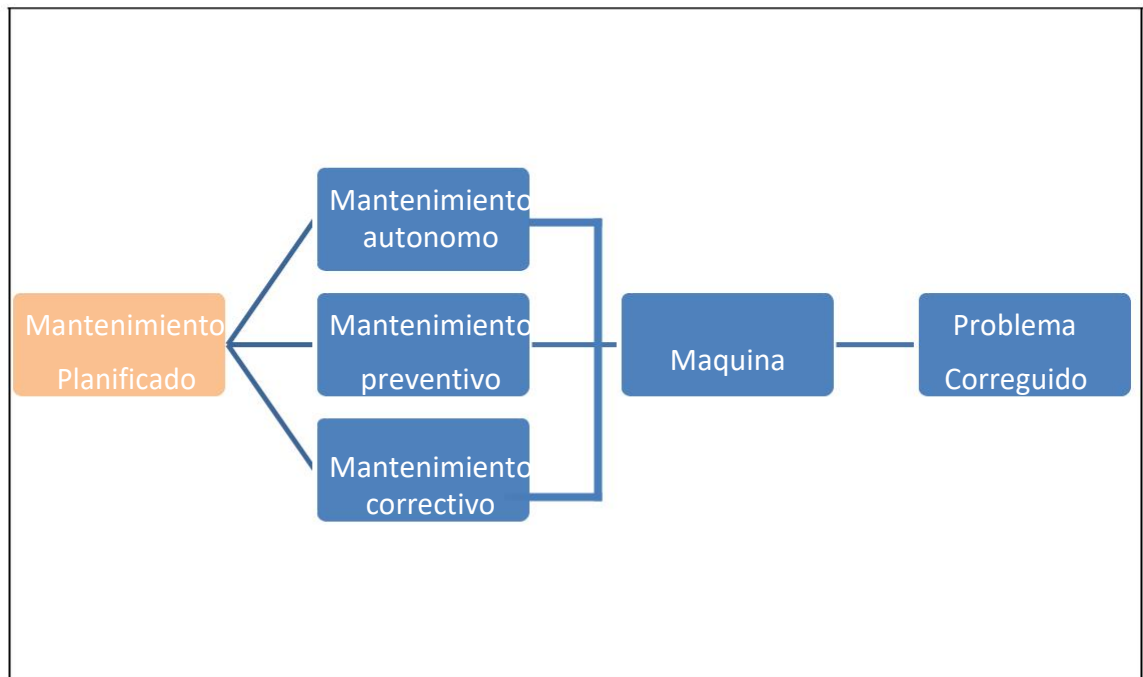 Mantenimiento
Planificado
Mantenimiento
autonomo
Mantenimiento
preventivo
Mantenimiento
correctivo
Maquina
Problema
Correguido